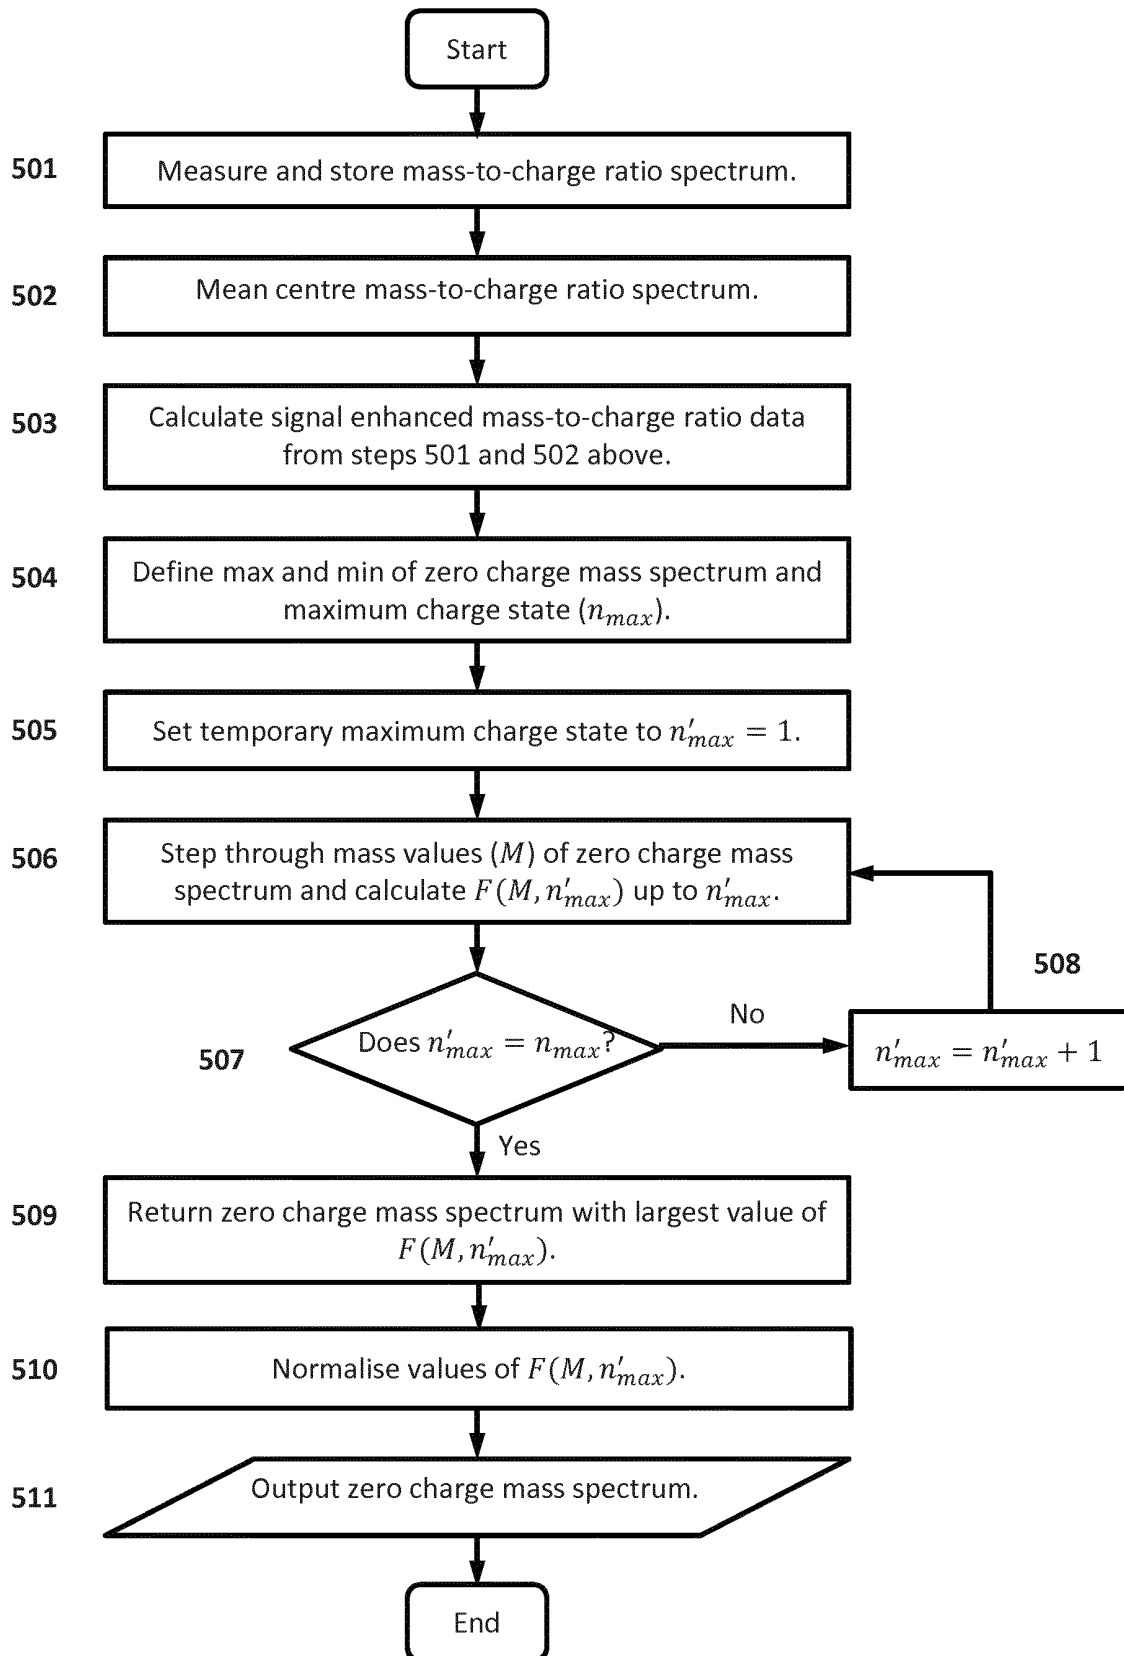 Start
501
Measure and store mass-to-charge ratio spectrum.
502
Mean centre mass-to-charge ratio spectrum.
503
Calculate signal enhanced mass-to-charge ratio data
from steps 501 and 502 above.
504
Define max and min of zero charge mass spectrum and
maximum charge state (n_max).
505
Set temporary maximum charge state to n′_max = 1.
506
Step through mass values (M) of zero charge mass
spectrum and calculate F(M, n′_max) up to n′_max.
507
Does n′_max = n_max?
No
508
n′_max = n′_max + 1
Yes
509
Return zero charge mass spectrum with largest value of
F(M, n′_max).
510
Normalise values of F(M, n′_max).
511
Output zero charge mass spectrum.
End